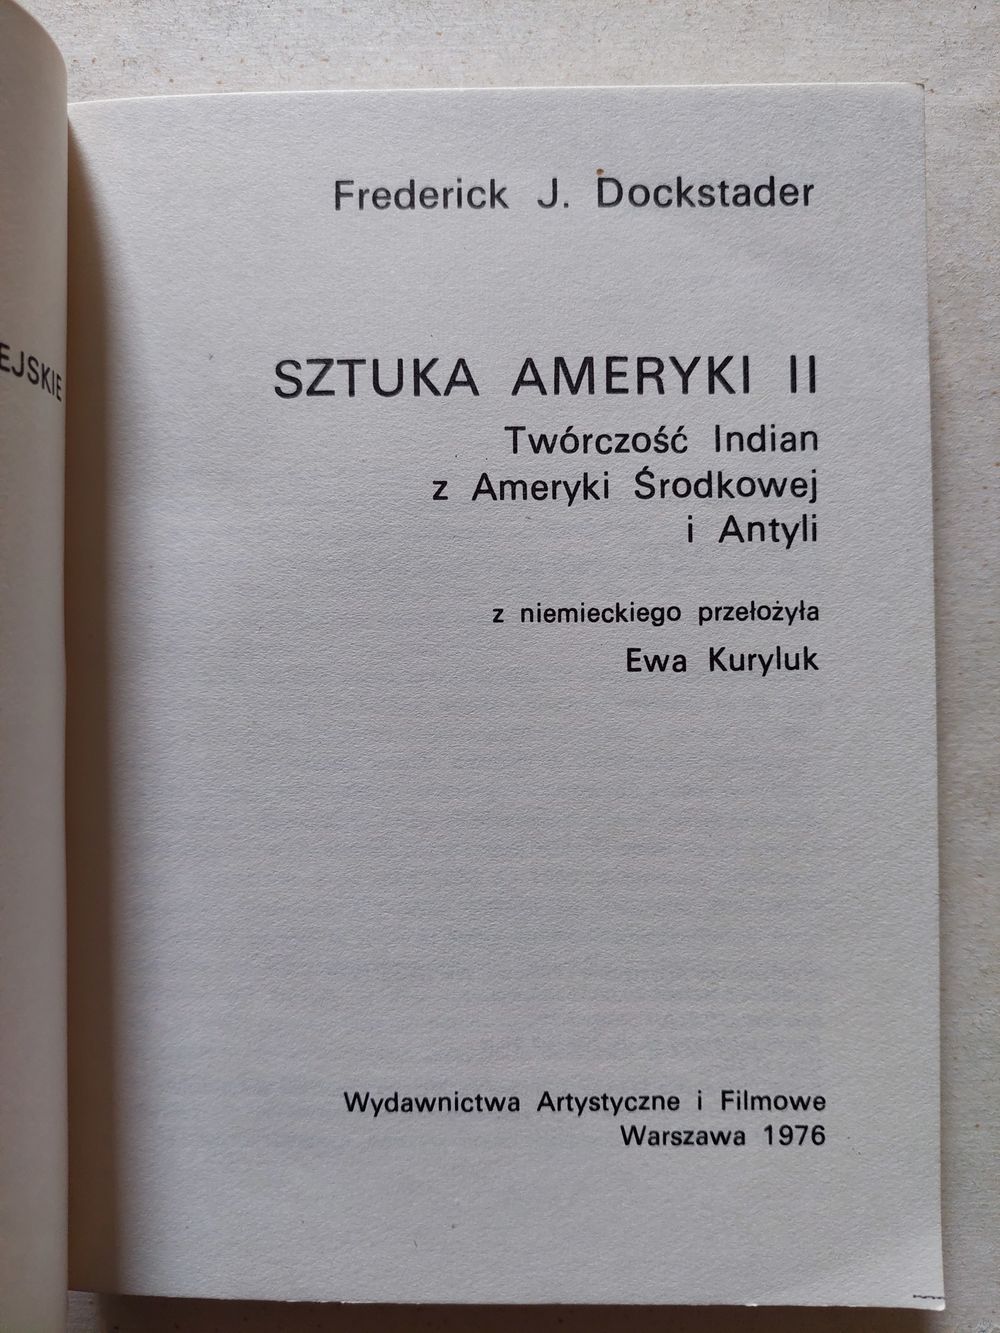 EJSKIE
Frederick J. Dockstader
SZTUKA AMERYKI II
Twórczość Indian
z Ameryki Środkowej
i Antyli
z niemieckiego przełożyła
Ewa Kuryluk
Wydawnictwa Artystyczne i Filmowe
Warszawa 1976